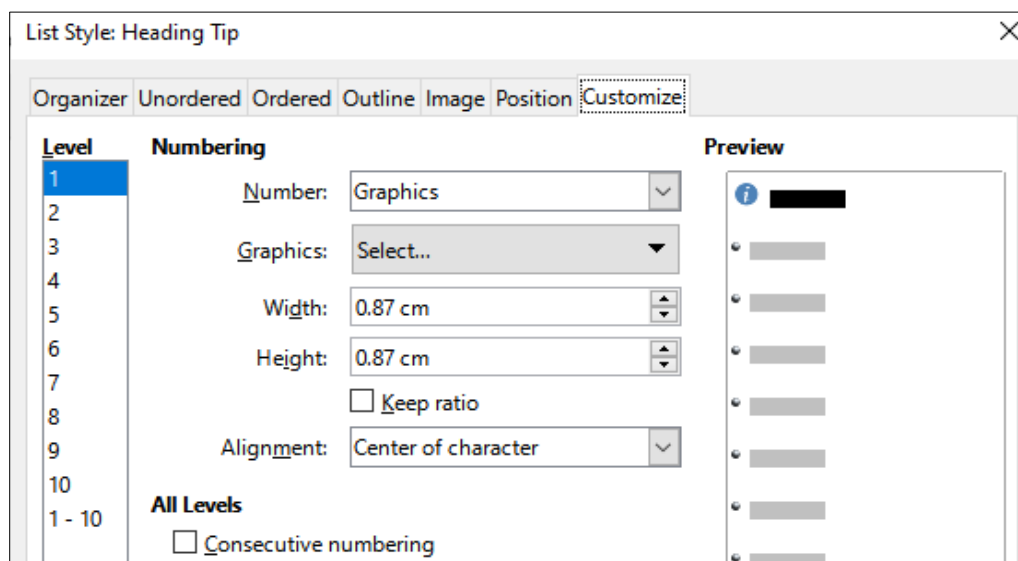 List Style: Heading Tip
Organizer Unordered Ordered Outline Image Position Customize
Level
1
2
3
4
5
6
7
8
9
10
1 - 10
Numbering
Number: Graphics
Graphics: Select...
Width: 0.87 cm
Height: 0.87 cm
Keep ratio
Alignment: Center of character
All Levels
Consecutive numbering
Preview
i